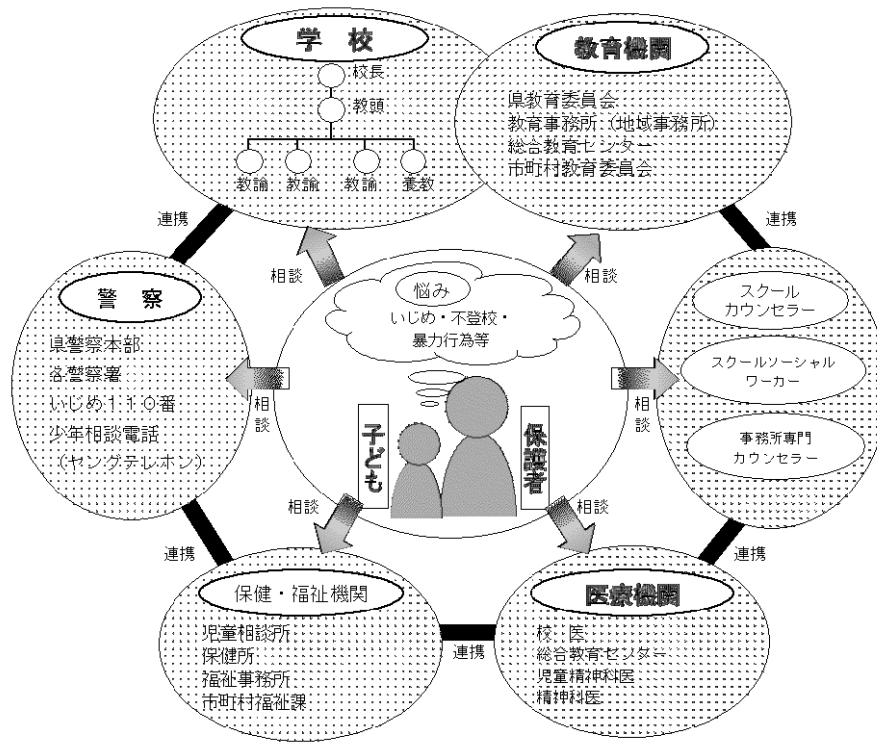 学 校
校長
教頭
教諭 教諭 教諭 養教
教育機関
県教育委員会
教育事務所（地域事務所）
総合教育センター
市町村教育委員会
連携
連携
相談
相談
警 察
県警察本部
各警察署
いじめ１１０番
少年相談電話
（ヤングテレホン）
悩み
いじめ・不登校・
暴力行為等
スクール
カウンセラー
スクールソーシャル
ワーカー
事務所専門
カウンセラー
相談
相談
子ども
保護者
相談
相談
連携
連携
保健・福祉機関
児童相談所
保健所
福祉事務所
市町村福祉課
連携
医療機関
校 医
総合教育センター
児童精神科医
精神科医